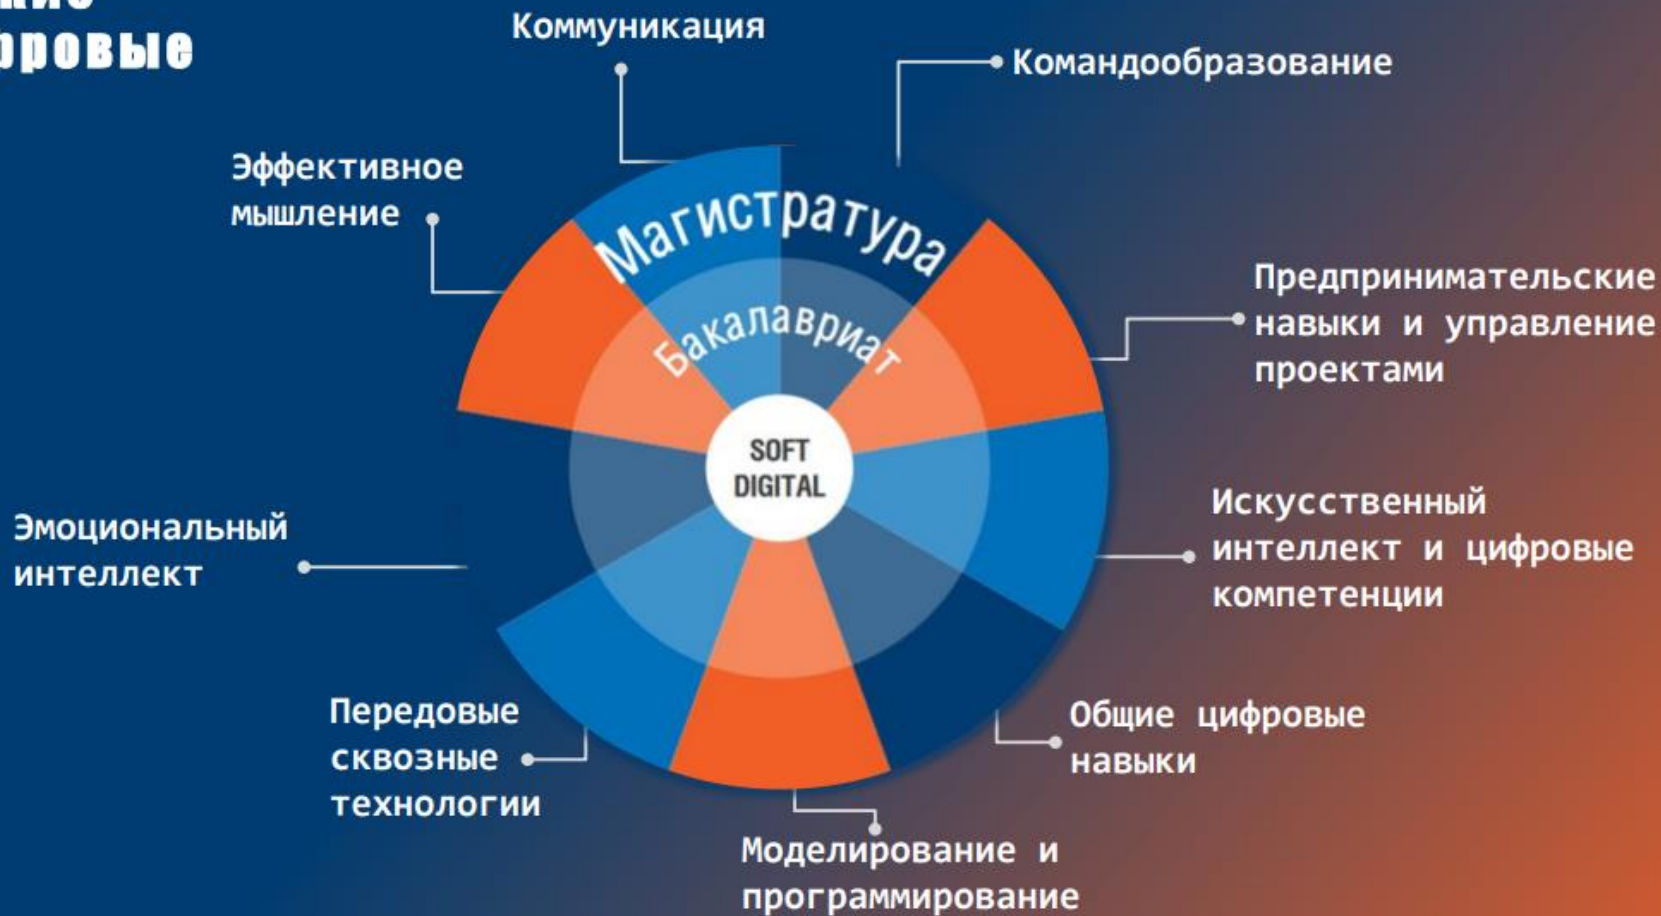 Коммуникация
Командообразование
Эффективное
мышление
Магистратура
Бакалавриат
Предпринимательские
навыки и управление
проектами
SOFT
DIGITAL
Искусственный
интеллект и цифровые
компетенции
Эмоциональный
интеллект
Передовые
сквозные
технологии
Общие цифровые
навыки
Моделирование и
программирование